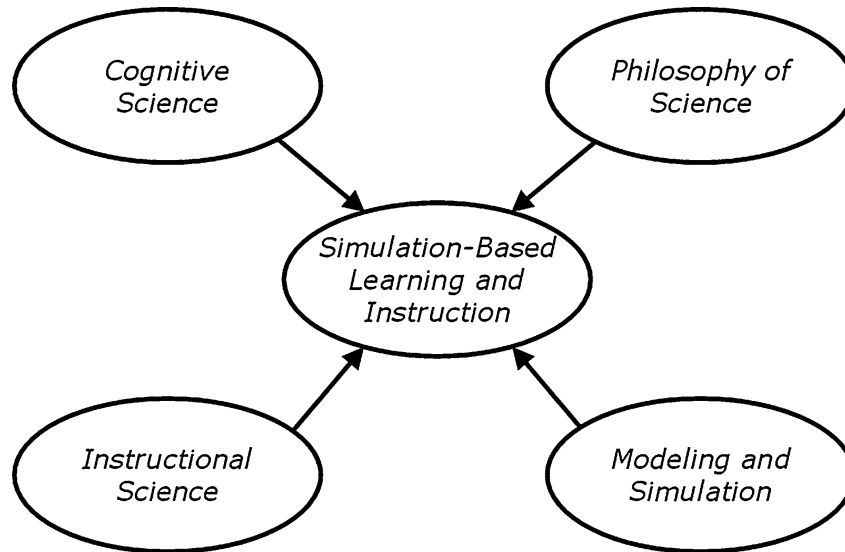 Cognitive
Science
Philosophy of
Science
Simulation-Based
Learning and
Instruction
Instructional
Science
Modeling and
Simulation